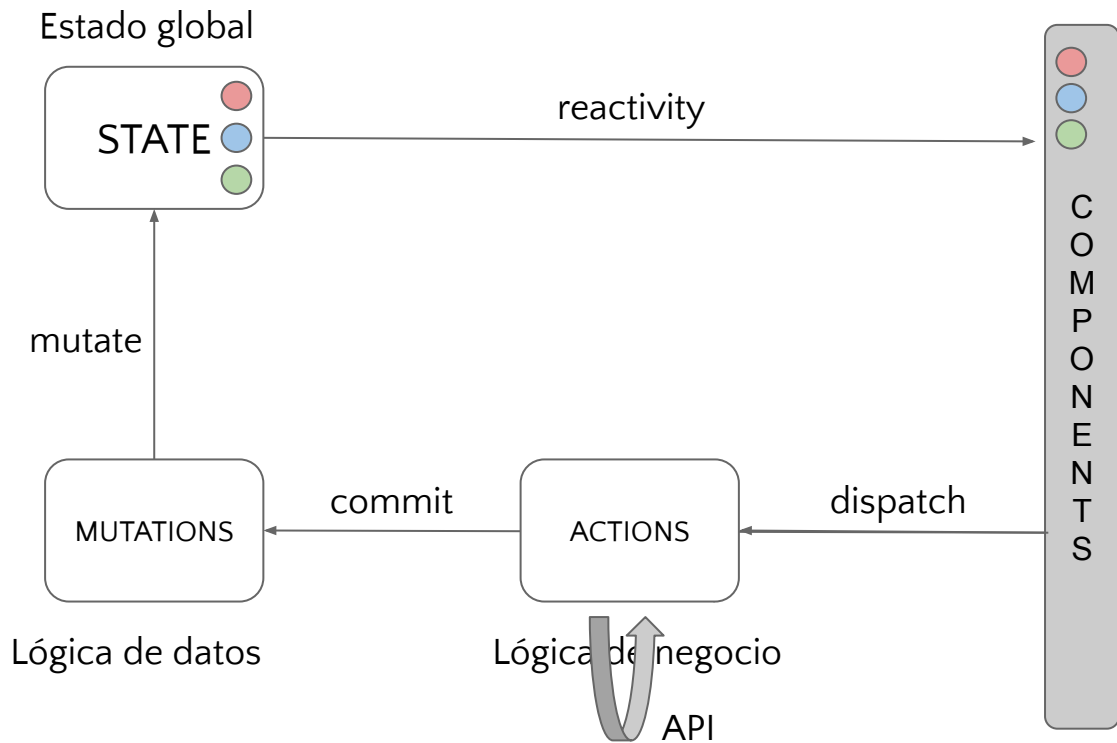 Estado global
STATE
reactivity
COMPONENTS
mutate
MUTATIONS
commit
ACTIONS
dispatch
Lógica de datos
Lógica de negocio
API